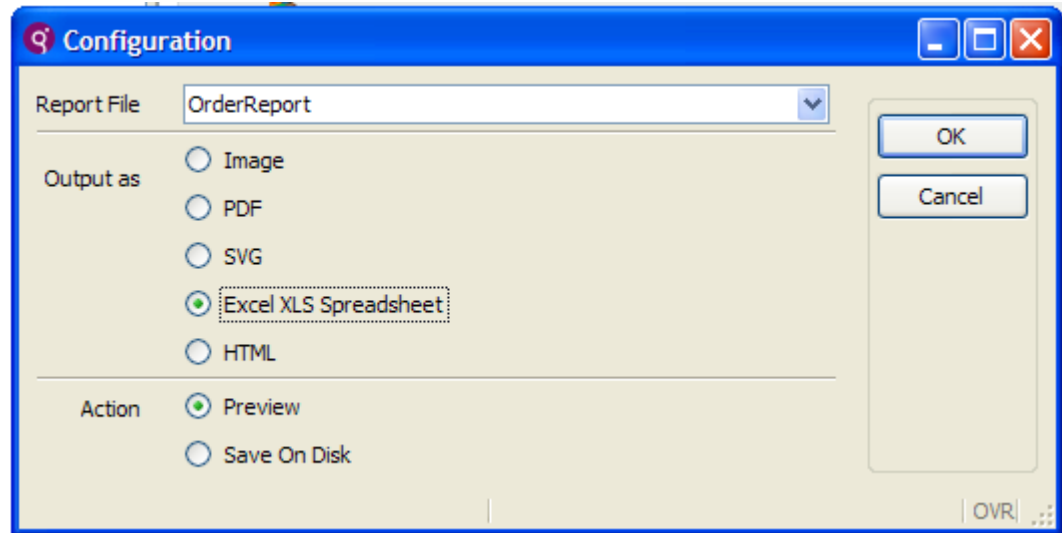 Configuration
Report File OrderReport
OK
Output as
Image
PDF
Cancel
SVG
Excel XLS Spreadsheet
HTML
Action Preview
Save On Disk
OVR